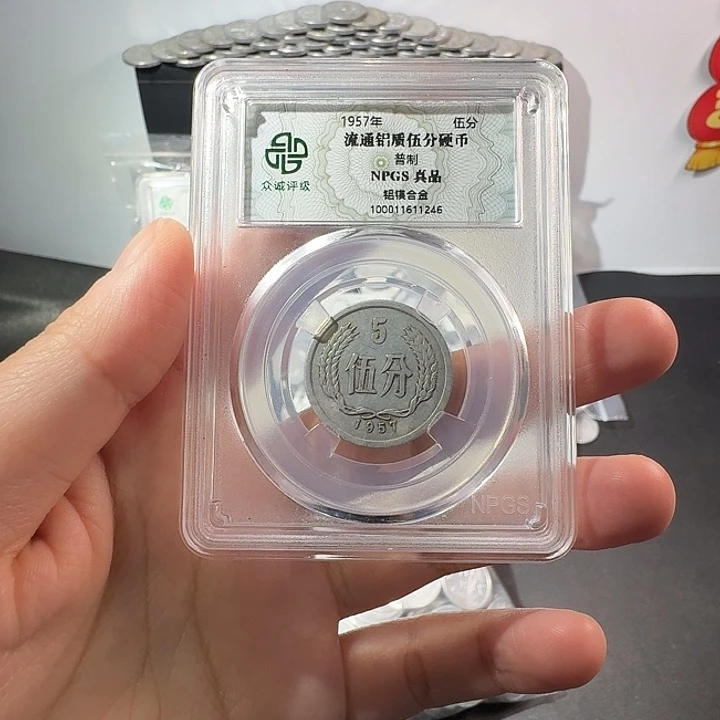 1957年 伍分
流通铝质伍分硬币
普制
NPGS 真品
铝镁合金
100011611246
众诚评级
5
伍分
1957
NPGS